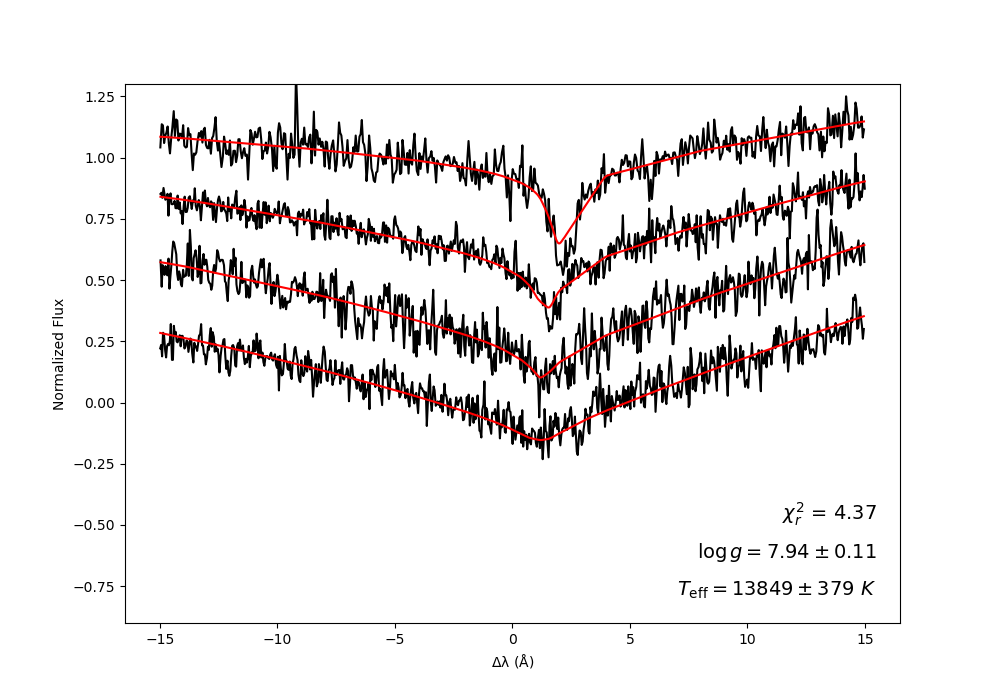 1.25
1.00
0.75
0.50
0.25
0.00
−0.25
−0.50
−0.75
Normalized Flux
χ²ᵣ = 4.37
log g = 7.94 ± 0.11
T_eff = 13849 ± 379 K
−15 −10 −5 0 5 10 15
Δλ (Å)